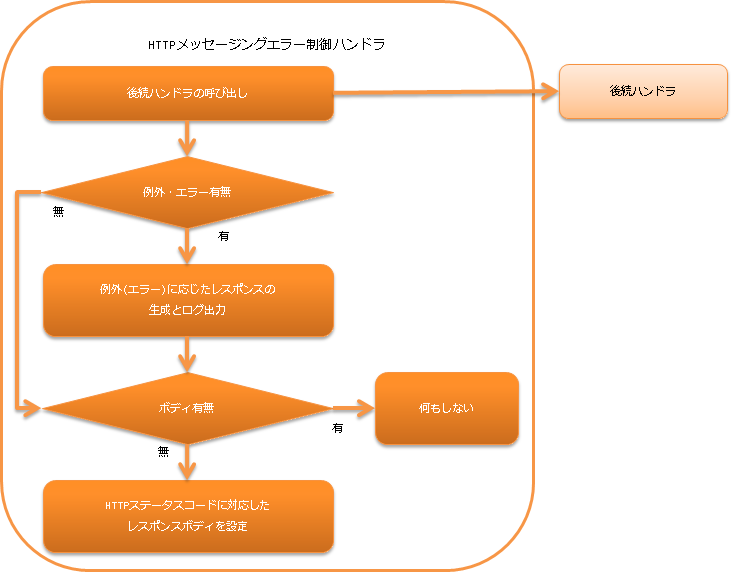 HTTPメッセージングエラー制御ハンドラ
後続ハンドラの呼び出し
後続ハンドラ
例外・エラー有無
無
有
例外(エラー)に応じたレスポンスの
生成とログ出力
ボディ有無
何もしない
有
無
HTTPステータスコードに対応した
レスポンスボディを設定